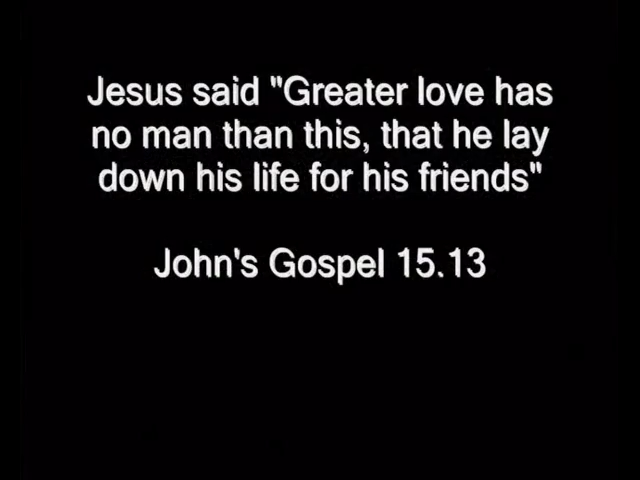 Jesus said "Greater love has
no man than this, that he lay
down his life for his friends"
John's Gospel 15.13